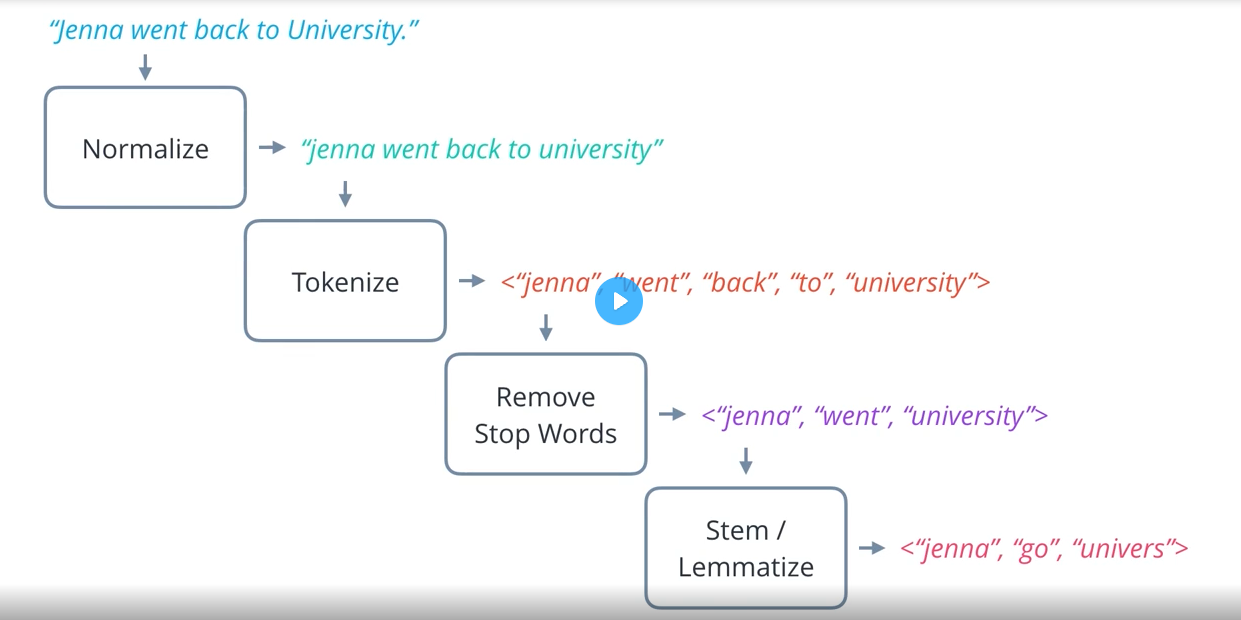 “Jenna went back to University.”
Normalize
“jenna went back to university”
Tokenize
<“jenna”, “went”, “back”, “to”, “university”>
Remove
Stop Words
<“jenna”, “went”, “university”>
Stem /
Lemmatize
<“jenna”, “go”, “univers”>